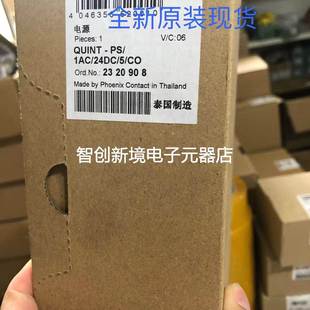 全新原装现货
电源
Pieces: 1
V/C:06
QUINT - PS/
1AC/24DC/5/CO
Ord.No.: 23 20 90 8
Made by Phoenix Contact in Thailand
泰国制造
智创新境电子元器店